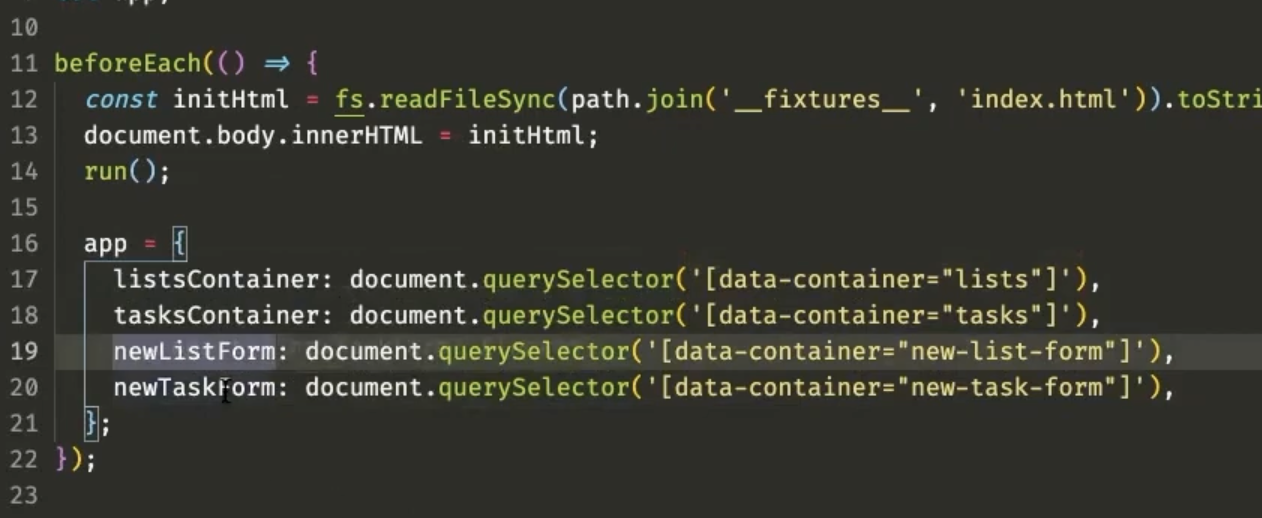 10
11 beforeEach(() => {
12 const initHtml = fs.readFileSync(path.join('__fixtures__', 'index.html')).toStri
13 document.body.innerHTML = initHtml;
14 run();
15
16 app = {
17 listsContainer: document.querySelector('[data-container="lists"]'),
18 tasksContainer: document.querySelector('[data-container="tasks"]'),
19 newListForm: document.querySelector('[data-container="new-list-form"]'),
20 newTaskForm: document.querySelector('[data-container="new-task-form"]'),
21 };
22 });
23